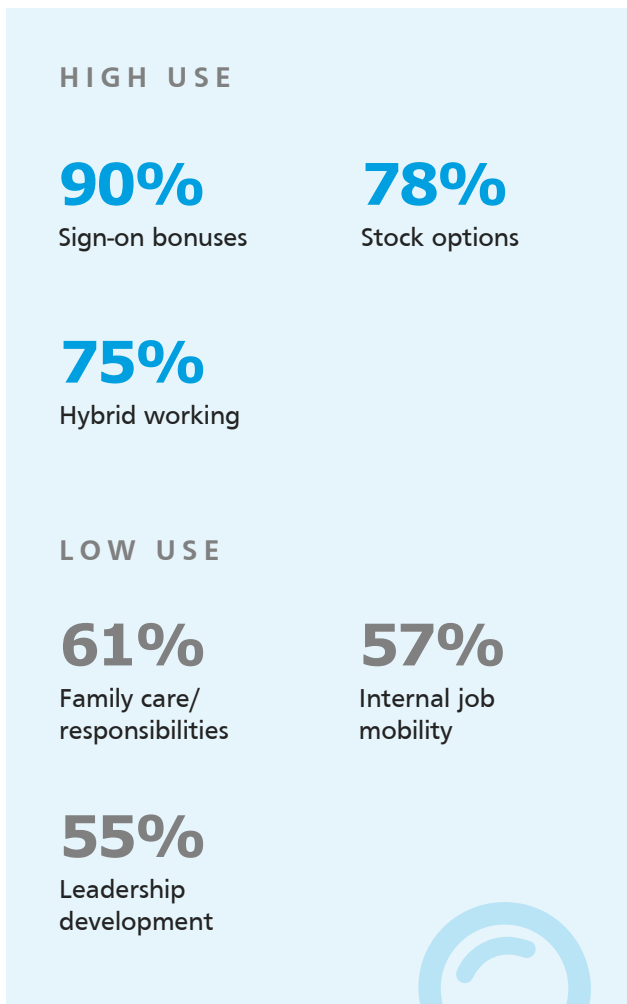 HIGH USE
90%
Sign-on bonuses
78%
Stock options
75%
Hybrid working
LOW USE
61%
Family care/
responsibilities
57%
Internal job
mobility
55%
Leadership
development